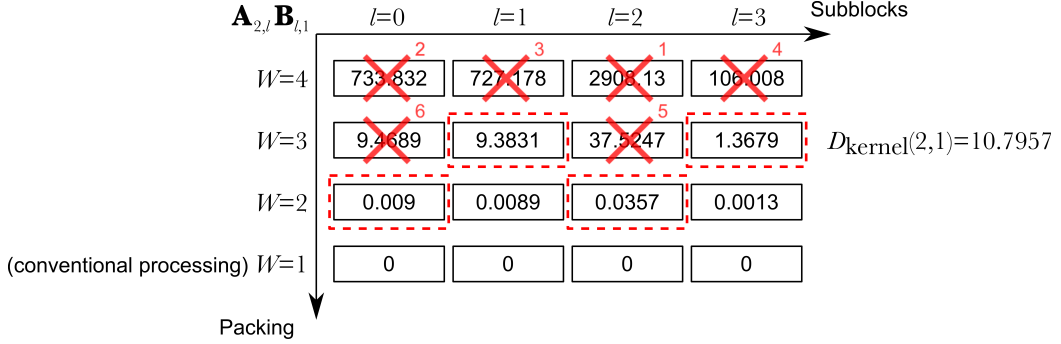 𝐀2,l 𝐁l,1 l=0 l=1 l=2 l=3 Subblocks
2 3 1 4
W=4 733.832 727.178 2908.13 106.008
6 5
W=3 9.4689 9.3831 37.5247 1.3679 Dkernel(2,1)=10.7957
W=2 0.009 0.0089 0.0357 0.0013
(conventional processing) W=1 0 0 0 0
Packing